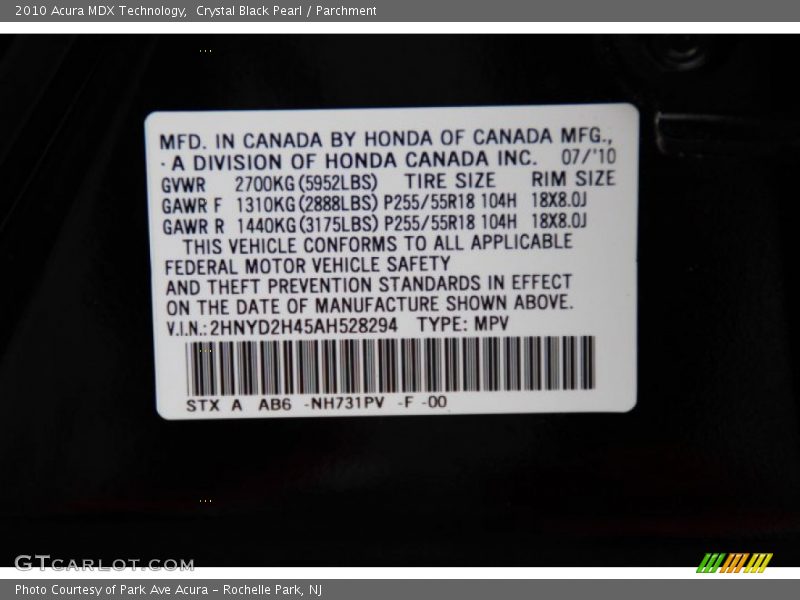 2010 Acura MDX Technology,  Crystal Black Pearl / Parchment
MFD. IN CANADA BY HONDA OF CANADA MFG.,
· A DIVISION OF HONDA CANADA INC.  07/'10
GVWR  2700KG(5952LBS)  TIRE SIZE  RIM SIZE
GAWR F  1310KG(2888LBS) P255/55R18 104H  18X8.0J
GAWR R  1440KG(3175LBS) P255/55R18 104H  18X8.0J
THIS VEHICLE CONFORMS TO ALL APPLICABLE
FEDERAL MOTOR VEHICLE SAFETY
AND THEFT PREVENTION STANDARDS IN EFFECT
ON THE DATE OF MANUFACTURE SHOWN ABOVE.
V.I.N.:2HNYD2H45AH528294  TYPE: MPV
STX A  AB6 -NH731PV -F -00
GTCARLOT.COM
Photo Courtesy of Park Ave Acura – Rochelle Park, NJ